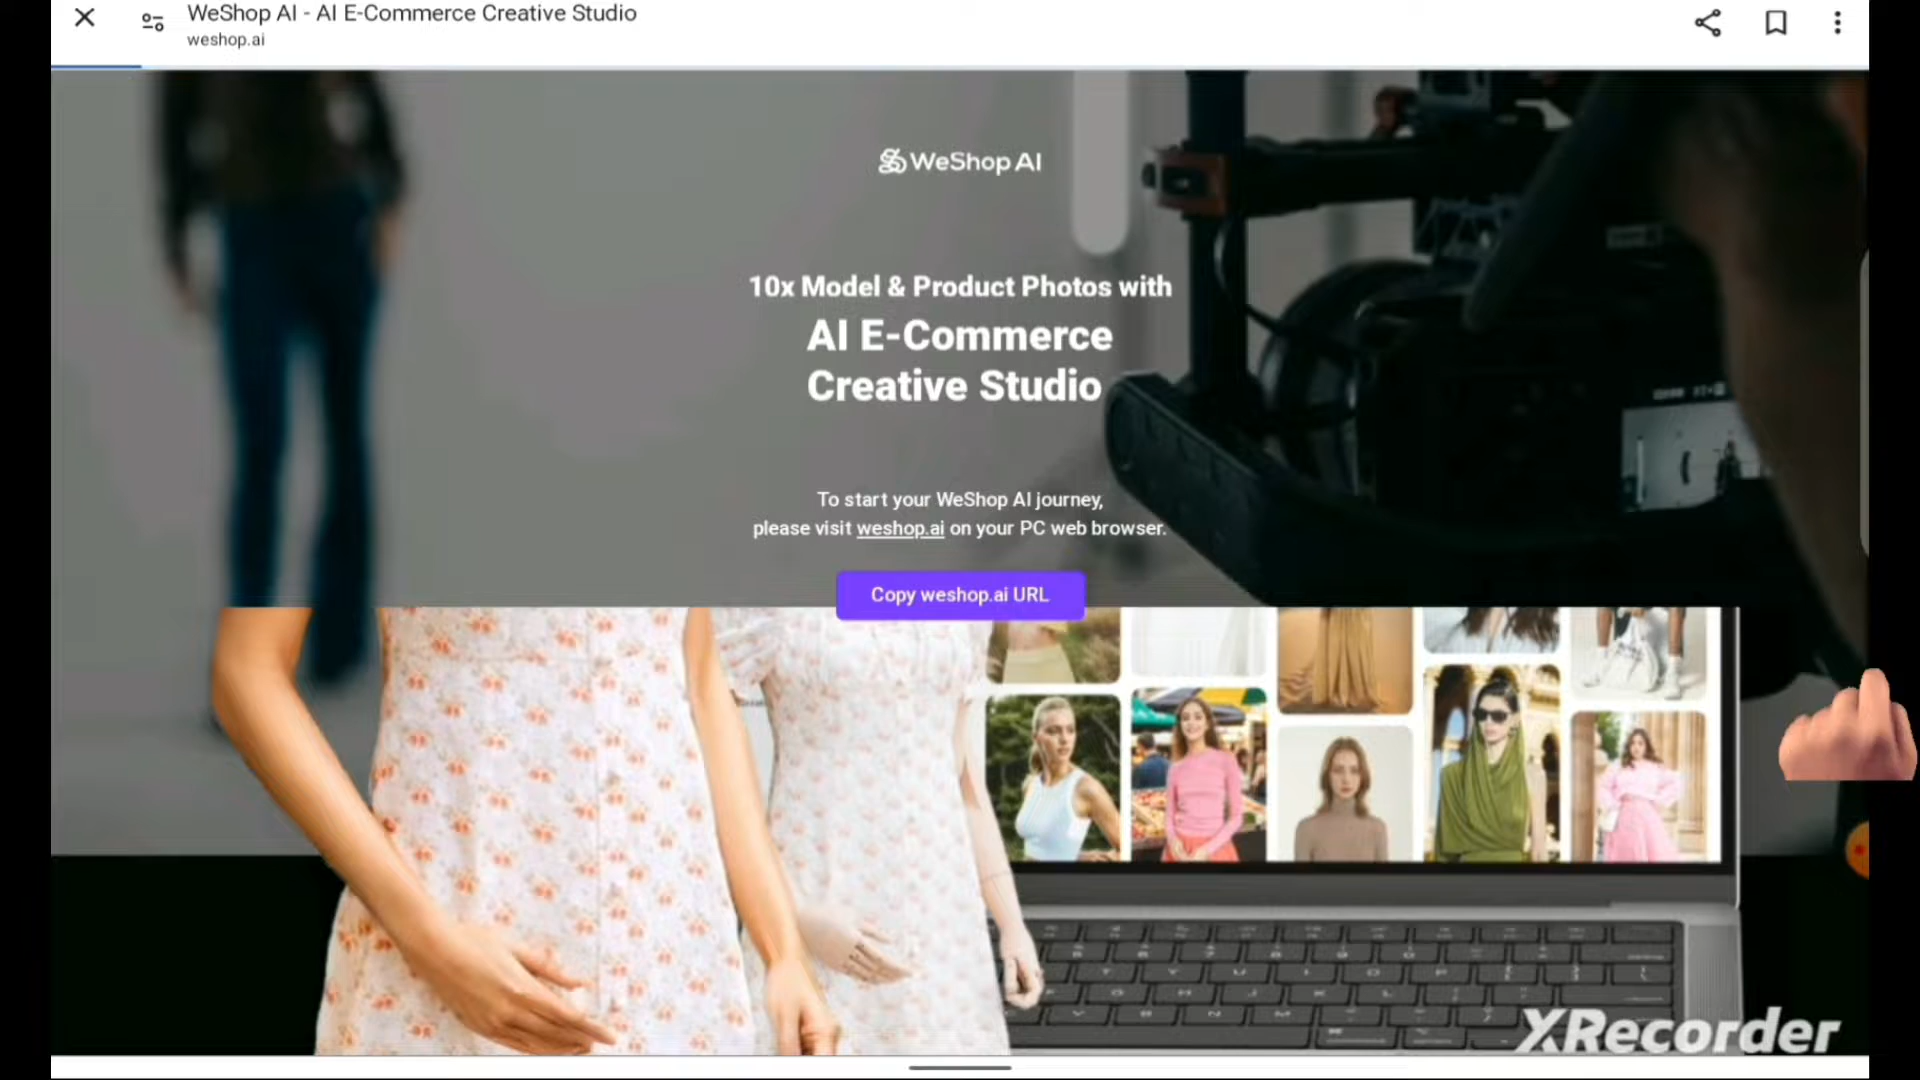 WeShop AI - AI E-Commerce Creative Studio
weshop.ai
WeShop AI
10x Model & Product Photos with
AI E-Commerce
Creative Studio
To start your WeShop AI journey,
please visit weshop.ai on your PC web browser.
Copy weshop.ai URL
XRecorder